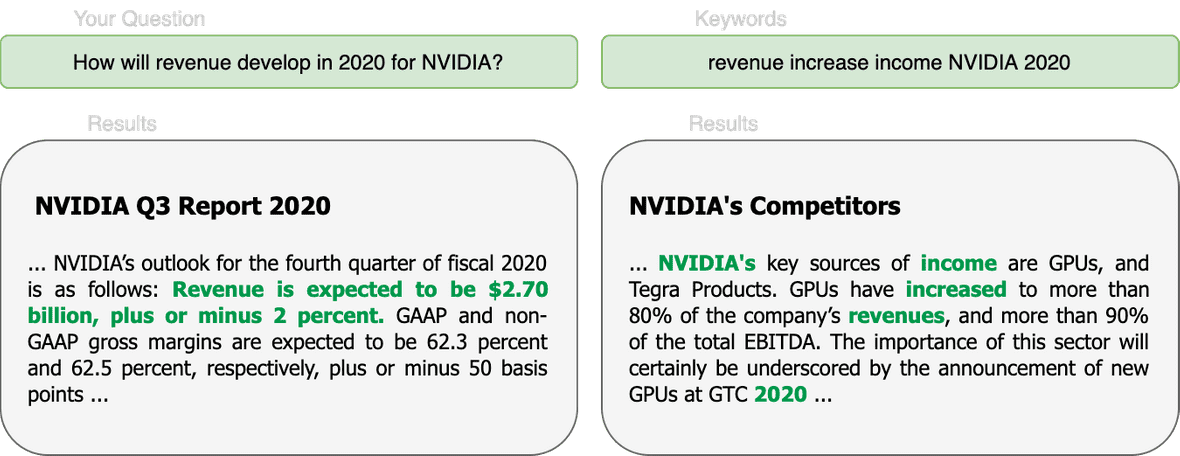 Your Question
How will revenue develop in 2020 for NVIDIA?
Results
NVIDIA Q3 Report 2020
... NVIDIA’s outlook for the fourth quarter of fiscal 2020
is as follows: Revenue is expected to be $2.70
billion, plus or minus 2 percent. GAAP and non-
GAAP gross margins are expected to be 62.3 percent
and 62.5 percent, respectively, plus or minus 50 basis
points ...
Keywords
revenue increase income NVIDIA 2020
Results
NVIDIA's Competitors
... NVIDIA's key sources of income are GPUs, and
Tegra Products. GPUs have increased to more than
80% of the company’s revenues, and more than 90%
of the total EBITDA. The importance of this sector will
certainly be underscored by the announcement of new
GPUs at GTC 2020 ...